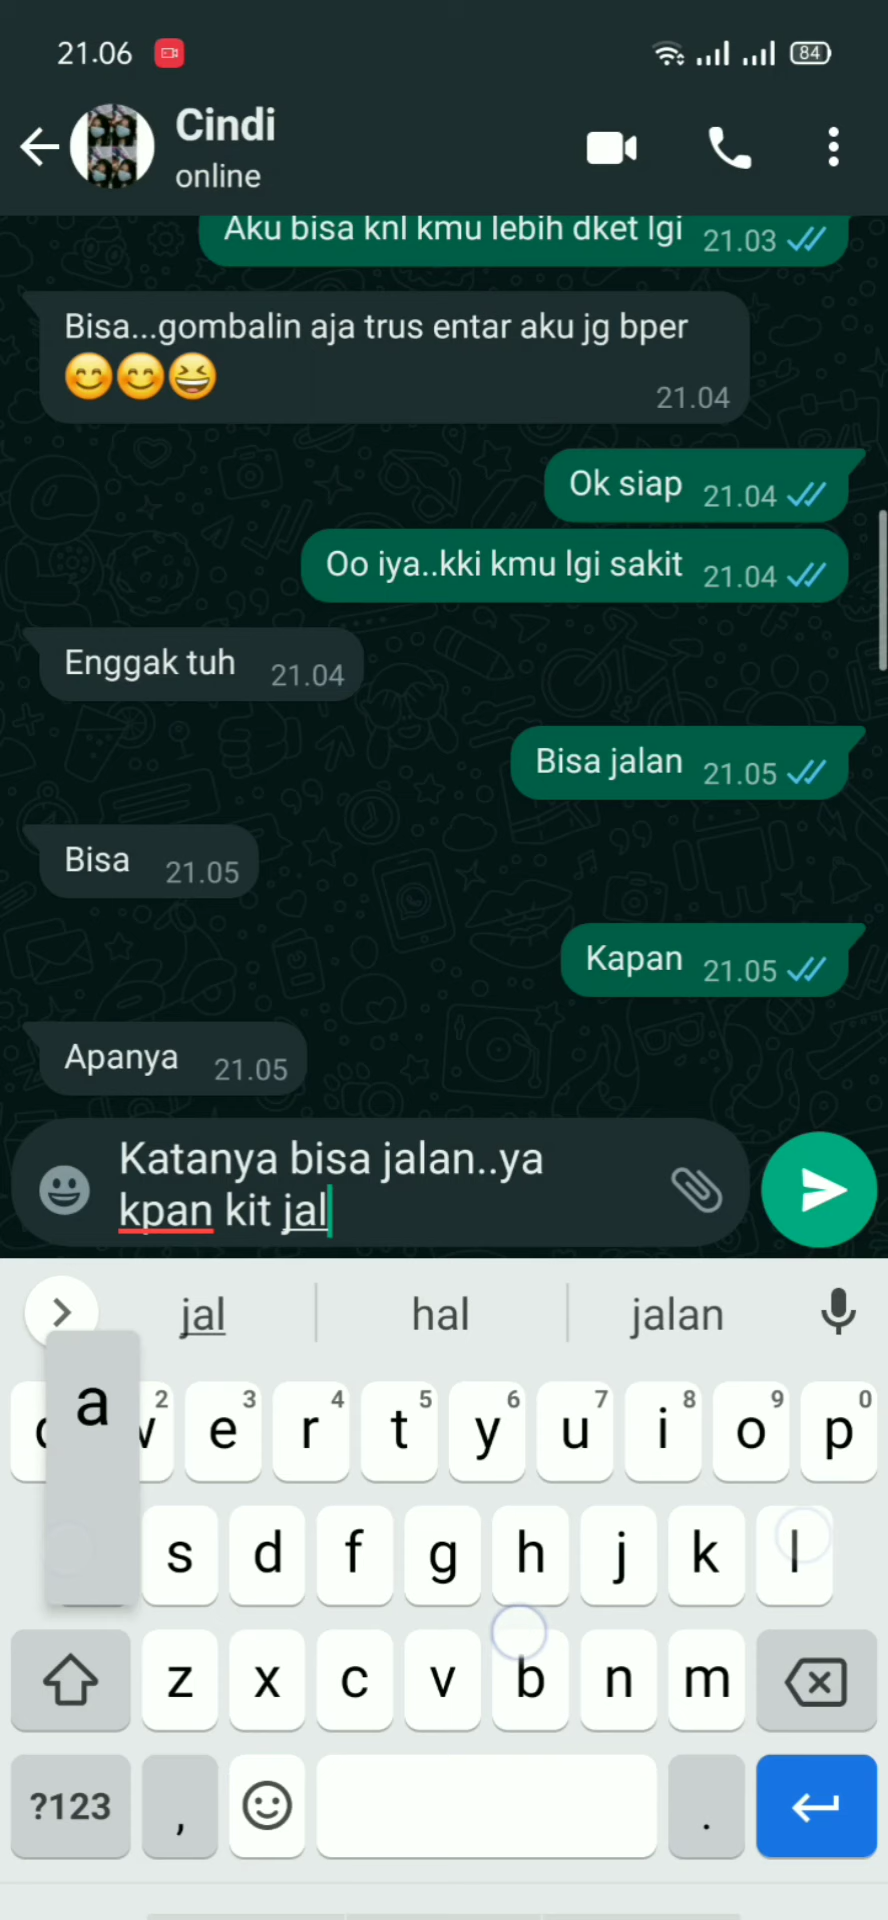 21.06
84
Cindi
online
Aku bisa knl kmu lebih dket lgi 21.03
Bisa...gombalin aja trus entar aku jg bper
😊😊😆
21.04
Ok siap 21.04
Oo iya..kki kmu lgi sakit 21.04
Enggak tuh 21.04
Bisa jalan 21.05
Bisa 21.05
Kapan 21.05
Apanya 21.05
Katanya bisa jalan..ya
kpan kit jal
jal hal jalan
a
2 3 4 5 6 7 8 9 0
w e r t y u i o p
s d f g h j k l
z x c v b n m
?123 , .